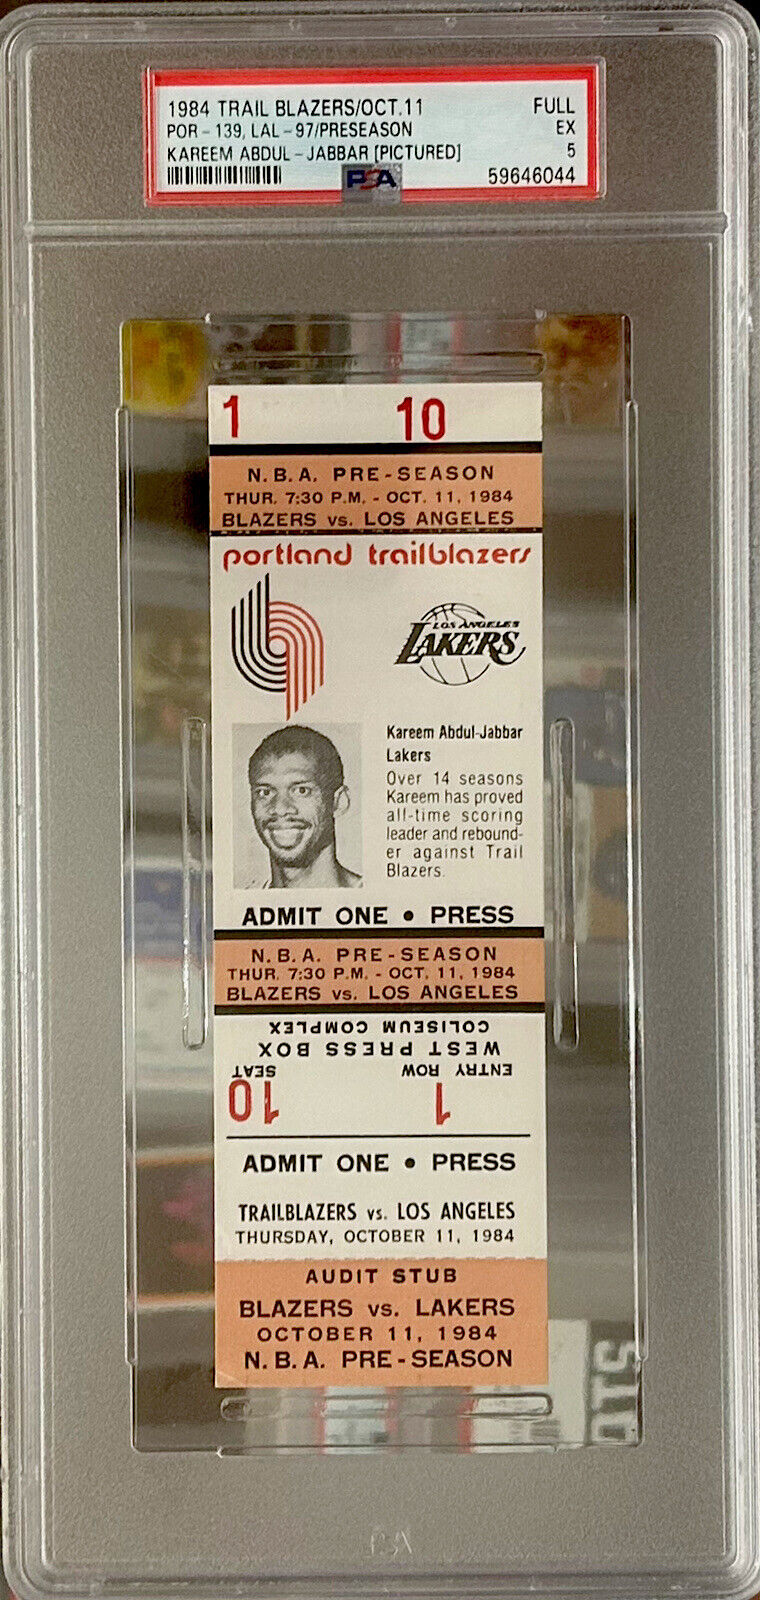 1984 TRAIL BLAZERS/OCT.11 FULL
POR - 139, LAL - 97/PRESEASON EX
KAREEM ABDUL - JABBAR [PICTURED] 5
PSA 59646044
1 10
N.B.A. PRE-SEASON
THUR. 7:30 P.M. - OCT. 11, 1984
BLAZERS vs. LOS ANGELES
portland trailblazers
LOS ANGELES
LAKERS
Kareem Abdul-Jabbar
Lakers
Over 14 seasons
Kareem has proved
all-time scoring
leader and rebound-
er against Trail
Blazers.
ADMIT ONE • PRESS
N.B.A. PRE-SEASON
THUR. 7:30 P.M. - OCT. 11, 1984
BLAZERS vs. LOS ANGELES
COLISEUM COMPLEX
WEST PRESS BOX
ENTRY ROW SEAT
1 10
ADMIT ONE • PRESS
TRAILBLAZERS vs. LOS ANGELES
THURSDAY, OCTOBER 11, 1984
AUDIT STUB
BLAZERS vs. LAKERS
OCTOBER 11, 1984
N.B.A. PRE-SEASON
PSA